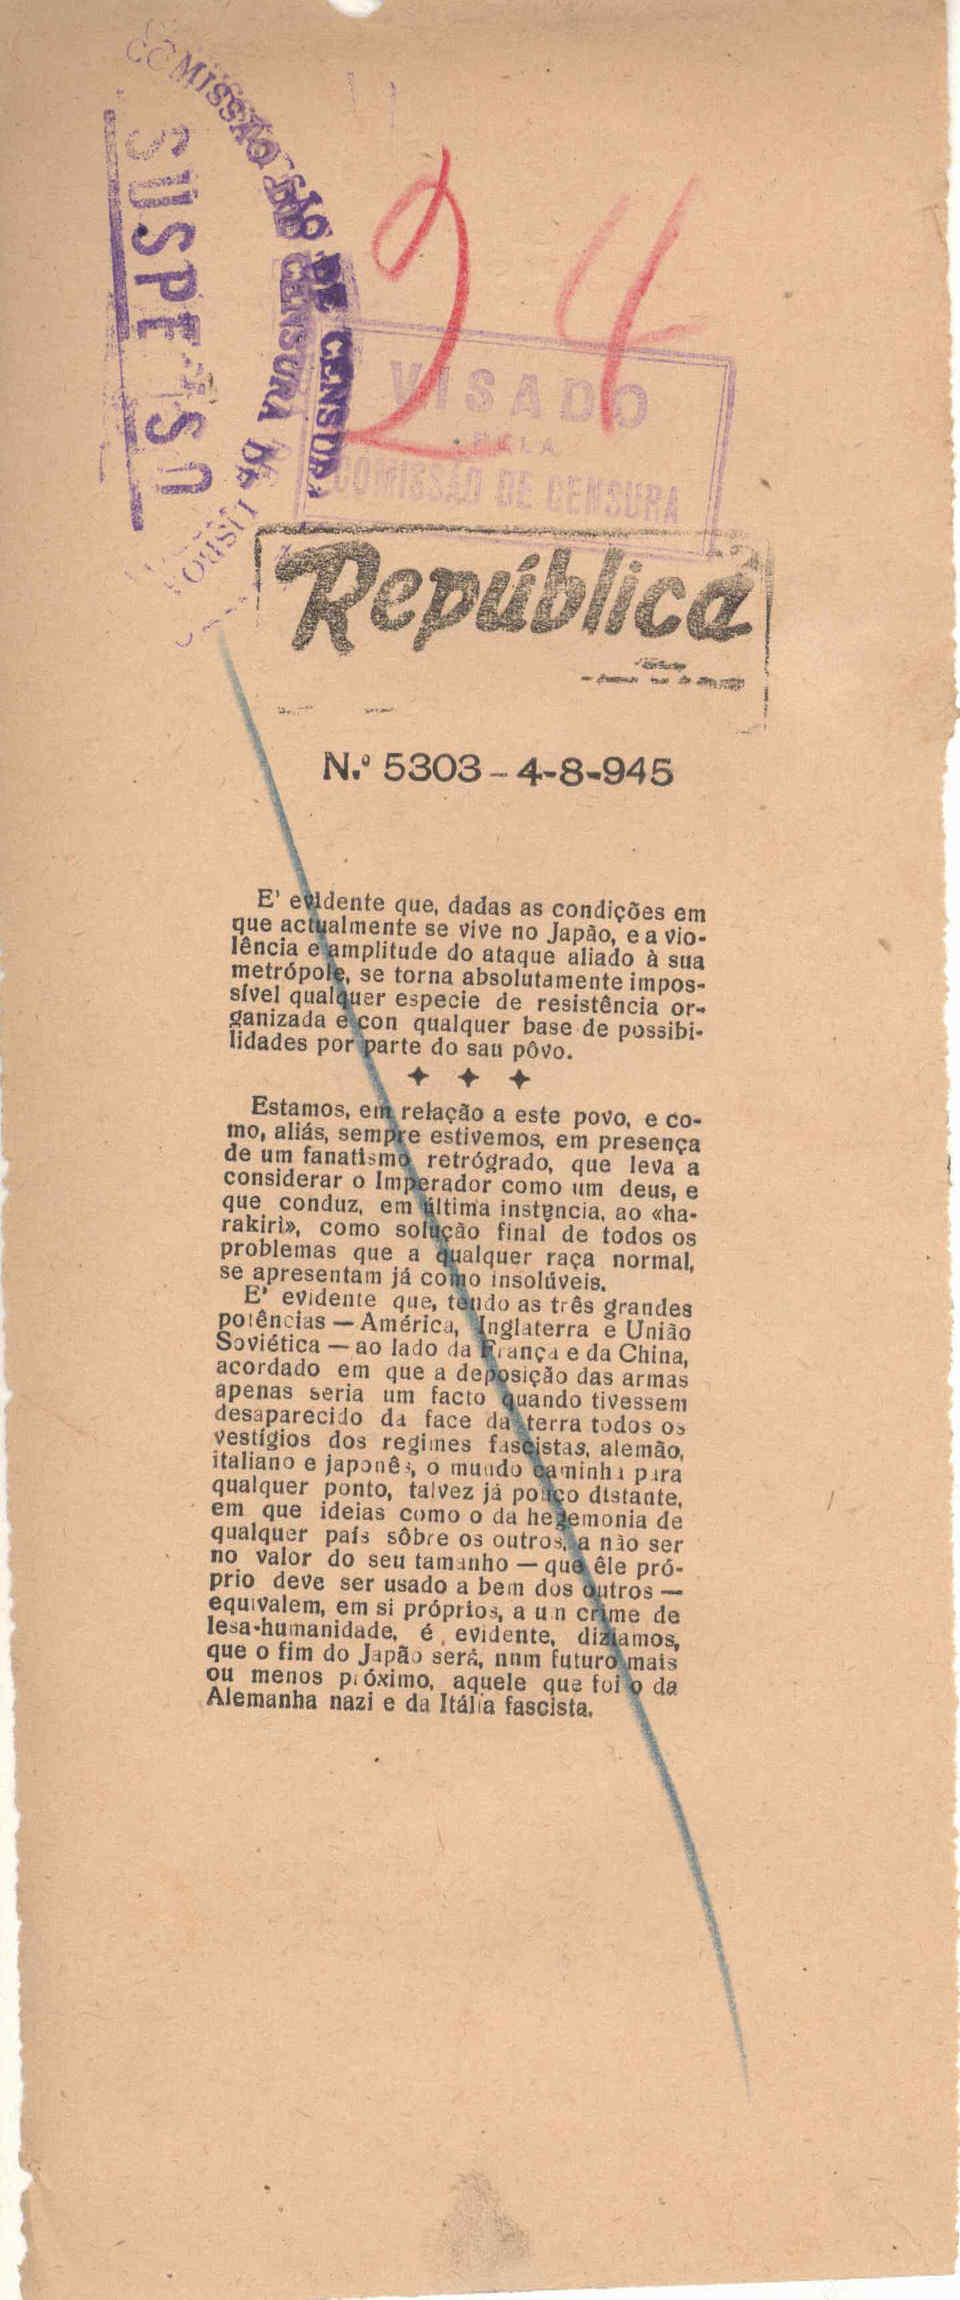 COMISSÃO DE CENSURA DE LISBOA
SUSPENSO
24
VISADO
PELA
COMISSÃO DE CENSURA
República
N.º 5303-4-8-945
E' evidente que, dadas as condições em
que actualmente se vive no Japão, e a vio-
lência e amplitude do ataque aliado à sua
metrópole, se torna absolutamente impos-
sível qualquer especie de resistência or-
ganizada e con qualquer base de possibi-
lidades por parte do sau pôvo.
✦ ✦ ✦
Estamos, em relação a este povo, e co-
mo, aliás, sempre estivemos, em presença
de um fanatismo retrógrado, que leva a
considerar o Imperador como um deus, e
que conduz, em última instência, ao «ha-
rakiri», como solução final de todos os
problemas que a qualquer raça normal,
se apresentam já como insolúveis.
E' evidente que, tendo as três grandes
potências — América, Inglaterra e União
Soviética — ao lado da França e da China,
acordado em que a deposição das armas
apenas seria um facto quando tivessem
desaparecido da face da terra todos os
vestígios dos regimes fascistas, alemão,
italiano e japonês, o mundo caminha para
qualquer ponto, talvez já pouco distante,
em que ideias como o da hegemonia de
qualquer país sôbre os outros, a não ser
no valor do seu tamanho — que êle pró-
prio deve ser usado a bem dos outros —
equivalem, em si próprios, a um crime de
lesa-humanidade, é, evidente, dizíamos,
que o fim do Japão será, num futuro mais
ou menos próximo, aquele que foi o da
Alemanha nazi e da Itália fascista.